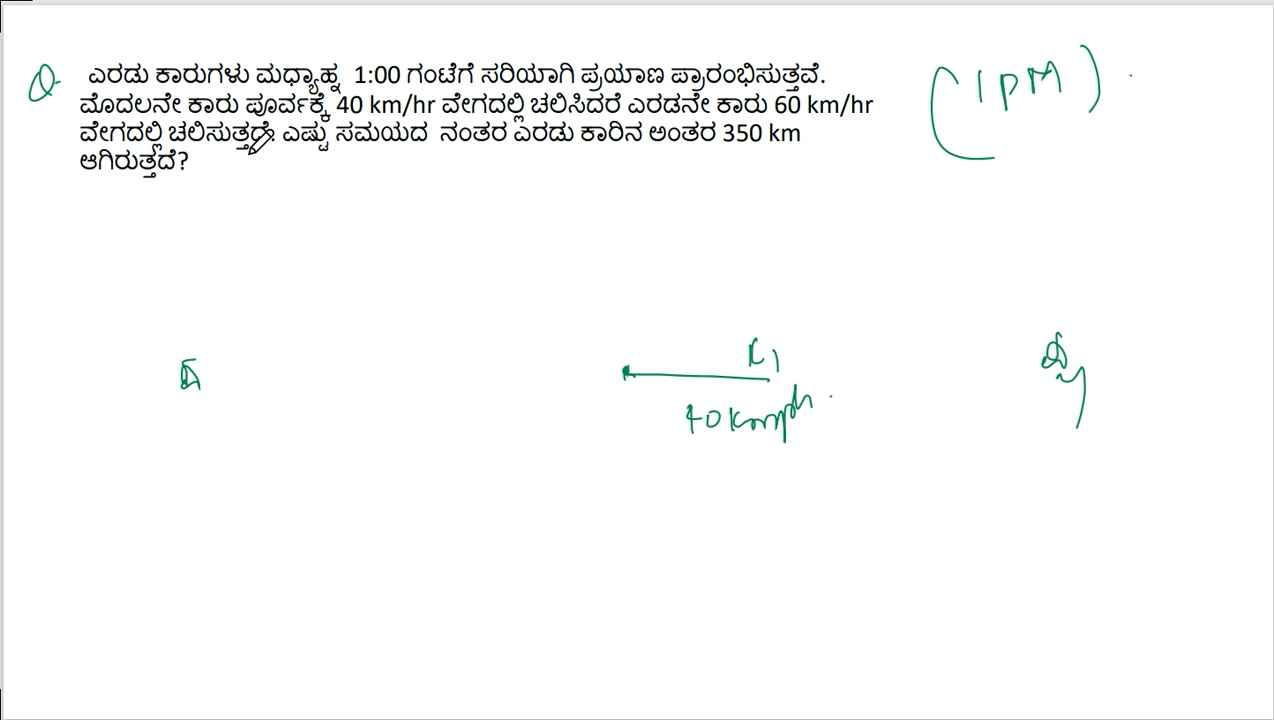 Q. ಎರಡು ಕಾರುಗಳು ಮಧ್ಯಾಹ್ನ 1:00 ಗಂಟೆಗೆ ಸರಿಯಾಗಿ ಪ್ರಯಾಣ ಪ್ರಾರಂಭಿಸುತ್ತವೆ.
ಮೊದಲನೇ ಕಾರು ಪೂರ್ವಕ್ಕೆ 40 km/hr ವೇಗದಲ್ಲಿ ಚಲಿಸಿದರೆ ಎರಡನೇ ಕಾರು 60 km/hr
ವೇಗದಲ್ಲಿ ಚಲಿಸುತ್ತದೆ. ಎಷ್ಟು ಸಮಯದ ನಂತರ ಎರಡು ಕಾರಿನ ಅಂತರ 350 km
ಆಗಿರುತ್ತದೆ?
(1PM)
K1
40 Kmph.